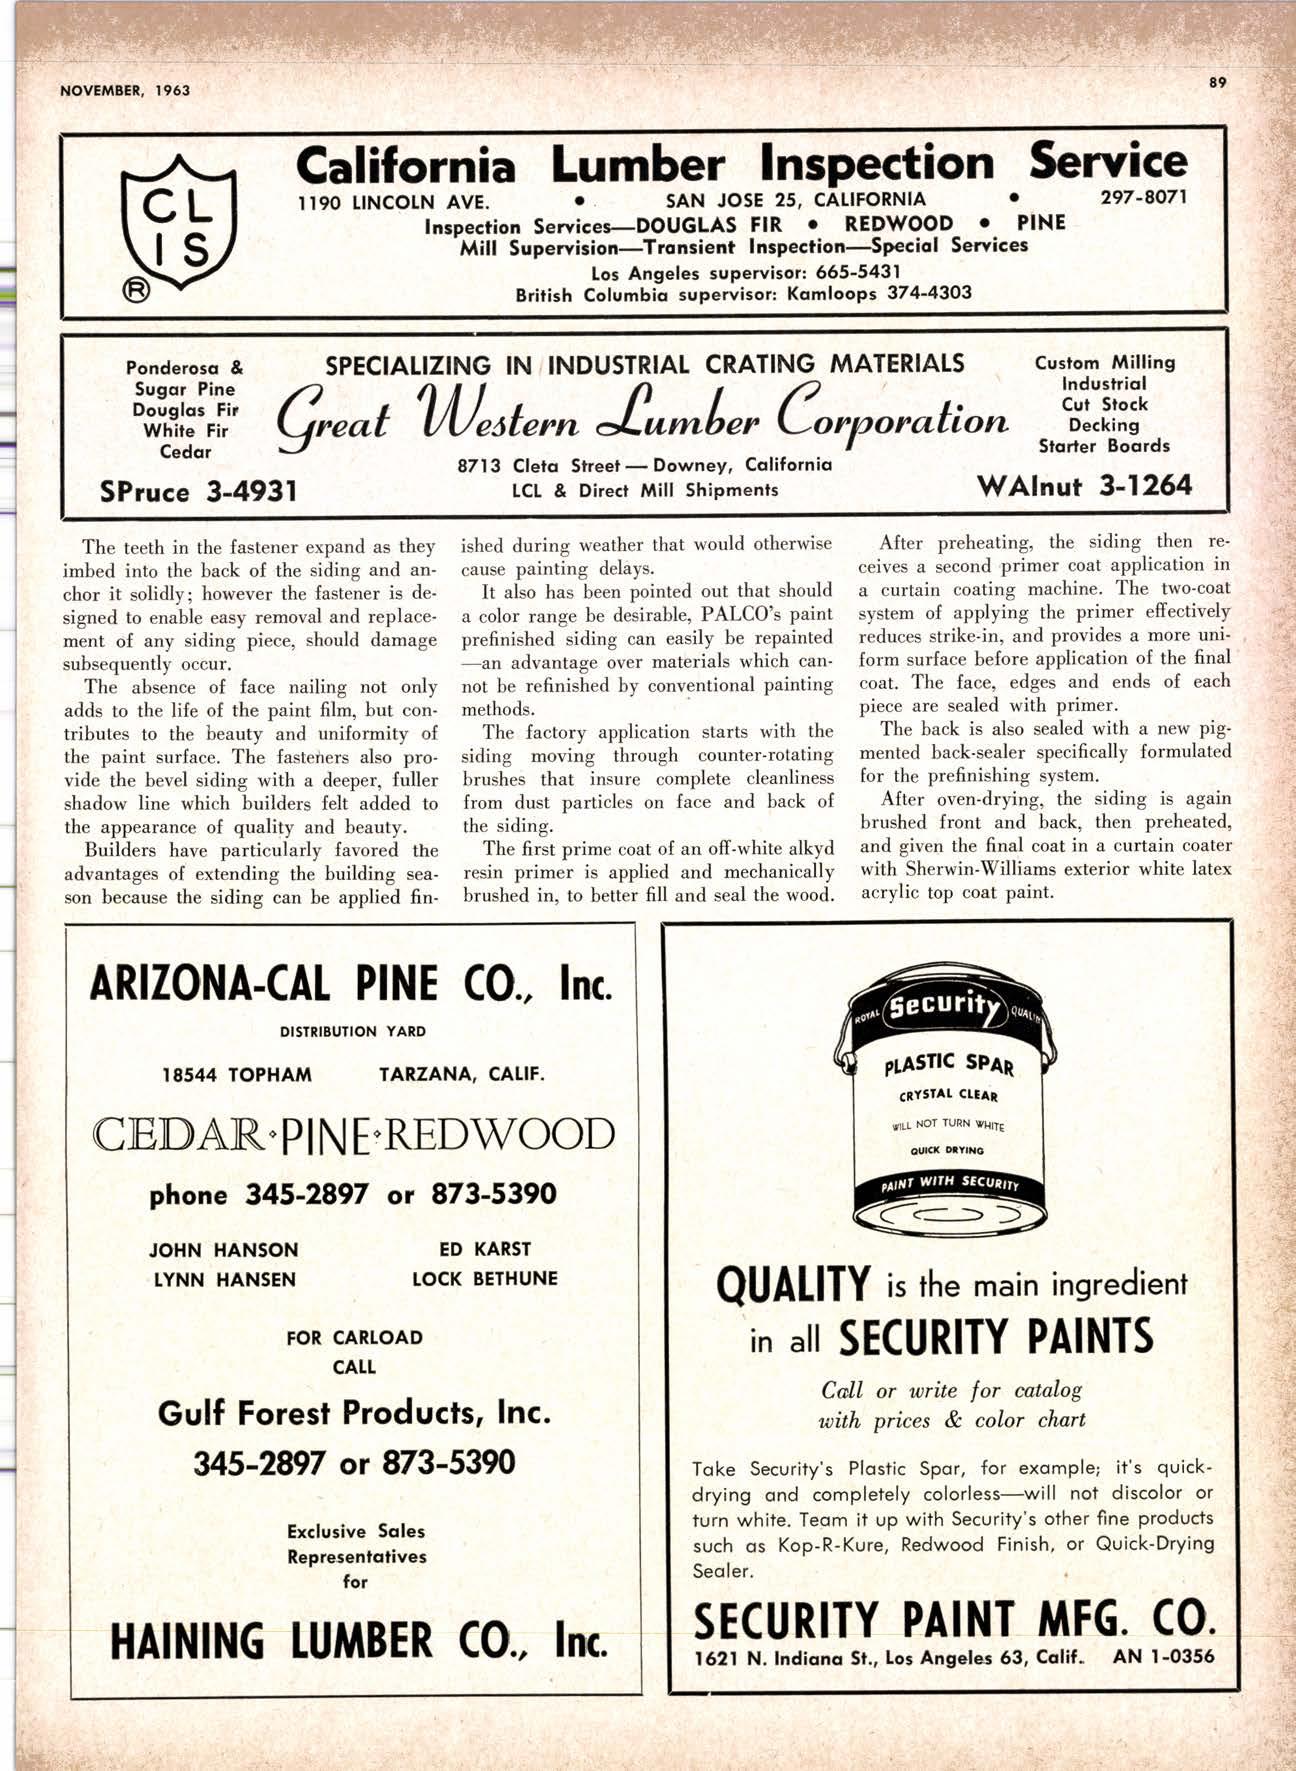 NOVEMBER, 1963
89
CL
IS
®
California Lumber Inspection Service
1190 LINCOLN AVE. • SAN JOSE 25, CALIFORNIA • 297-8071
Inspection Services—DOUGLAS FIR • REDWOOD • PINE
Mill Supervision—Transient Inspection—Special Services
Los Angeles supervisor: 665-5431
British Columbia supervisor: Kamloops 374-4303
Ponderosa &
Sugar Pine
Douglas Fir
White Fir
Cedar
SPruce 3-4931
SPECIALIZING IN INDUSTRIAL CRATING MATERIALS
Great Western Lumber Corporation
8713 Cleta Street — Downey, California
LCL & Direct Mill Shipments
Custom Milling
Industrial
Cut Stock
Decking
Starter Boards
WAlnut 3-1264
The teeth in the fastener expand as they
imbed into the back of the siding and an-
chor it solidly; however the fastener is de-
signed to enable easy removal and replace-
ment of any siding piece, should damage
subsequently occur.
The absence of face nailing not only
adds to the life of the paint film, but con-
tributes to the beauty and uniformity of
the paint surface. The fasteners also pro-
vide the bevel siding with a deeper, fuller
shadow line which builders felt added to
the appearance of quality and beauty.
Builders have particularly favored the
advantages of extending the building sea-
son because the siding can be applied fin-
ished during weather that would otherwise
cause painting delays.
It also has been pointed out that should
a color range be desirable, PALCO's paint
prefinished siding can easily be repainted
—an advantage over materials which can-
not be refinished by conventional painting
methods.
The factory application starts with the
siding moving through counter-rotating
brushes that insure complete cleanliness
from dust particles on face and back of
the siding.
The first prime coat of an off-white alkyd
resin primer is applied and mechanically
brushed in, to better fill and seal the wood.
After preheating, the siding then re-
ceives a second primer coat application in
a curtain coating machine. The two-coat
system of applying the primer effectively
reduces strike-in, and provides a more uni-
form surface before application of the final
coat. The face, edges and ends of each
piece are sealed with primer.
The back is also sealed with a new pig-
mented back-sealer specifically formulated
for the prefinishing system.
After oven-drying, the siding is again
brushed front and back, then preheated,
and given the final coat in a curtain coater
with Sherwin-Williams exterior white latex
acrylic top coat paint.
ARIZONA-CAL PINE CO., Inc.
DISTRIBUTION YARD
18544 TOPHAM TARZANA, CALIF.
CEDAR⋄PINE⋄REDWOOD
phone 345-2897 or 873-5390
JOHN HANSON ED KARST
LYNN HANSEN LOCK BETHUNE
FOR CARLOAD
CALL
Gulf Forest Products, Inc.
345-2897 or 873-5390
Exclusive Sales
Representatives
for
HAINING LUMBER CO., Inc.
ROYAL Security QUALITY
PLASTIC SPAR
CRYSTAL CLEAR
WILL NOT TURN WHITE
QUICK DRYING
PAINT WITH SECURITY
QUALITY is the main ingredient
in all SECURITY PAINTS
Call or write for catalog
with prices & color chart
Take Security's Plastic Spar, for example; it's quick-
drying and completely colorless—will not discolor or
turn white. Team it up with Security's other fine products
such as Kop-R-Kure, Redwood Finish, or Quick-Drying
Sealer.
SECURITY PAINT MFG. CO.
1621 N. Indiana St., Los Angeles 63, Calif. AN 1-0356